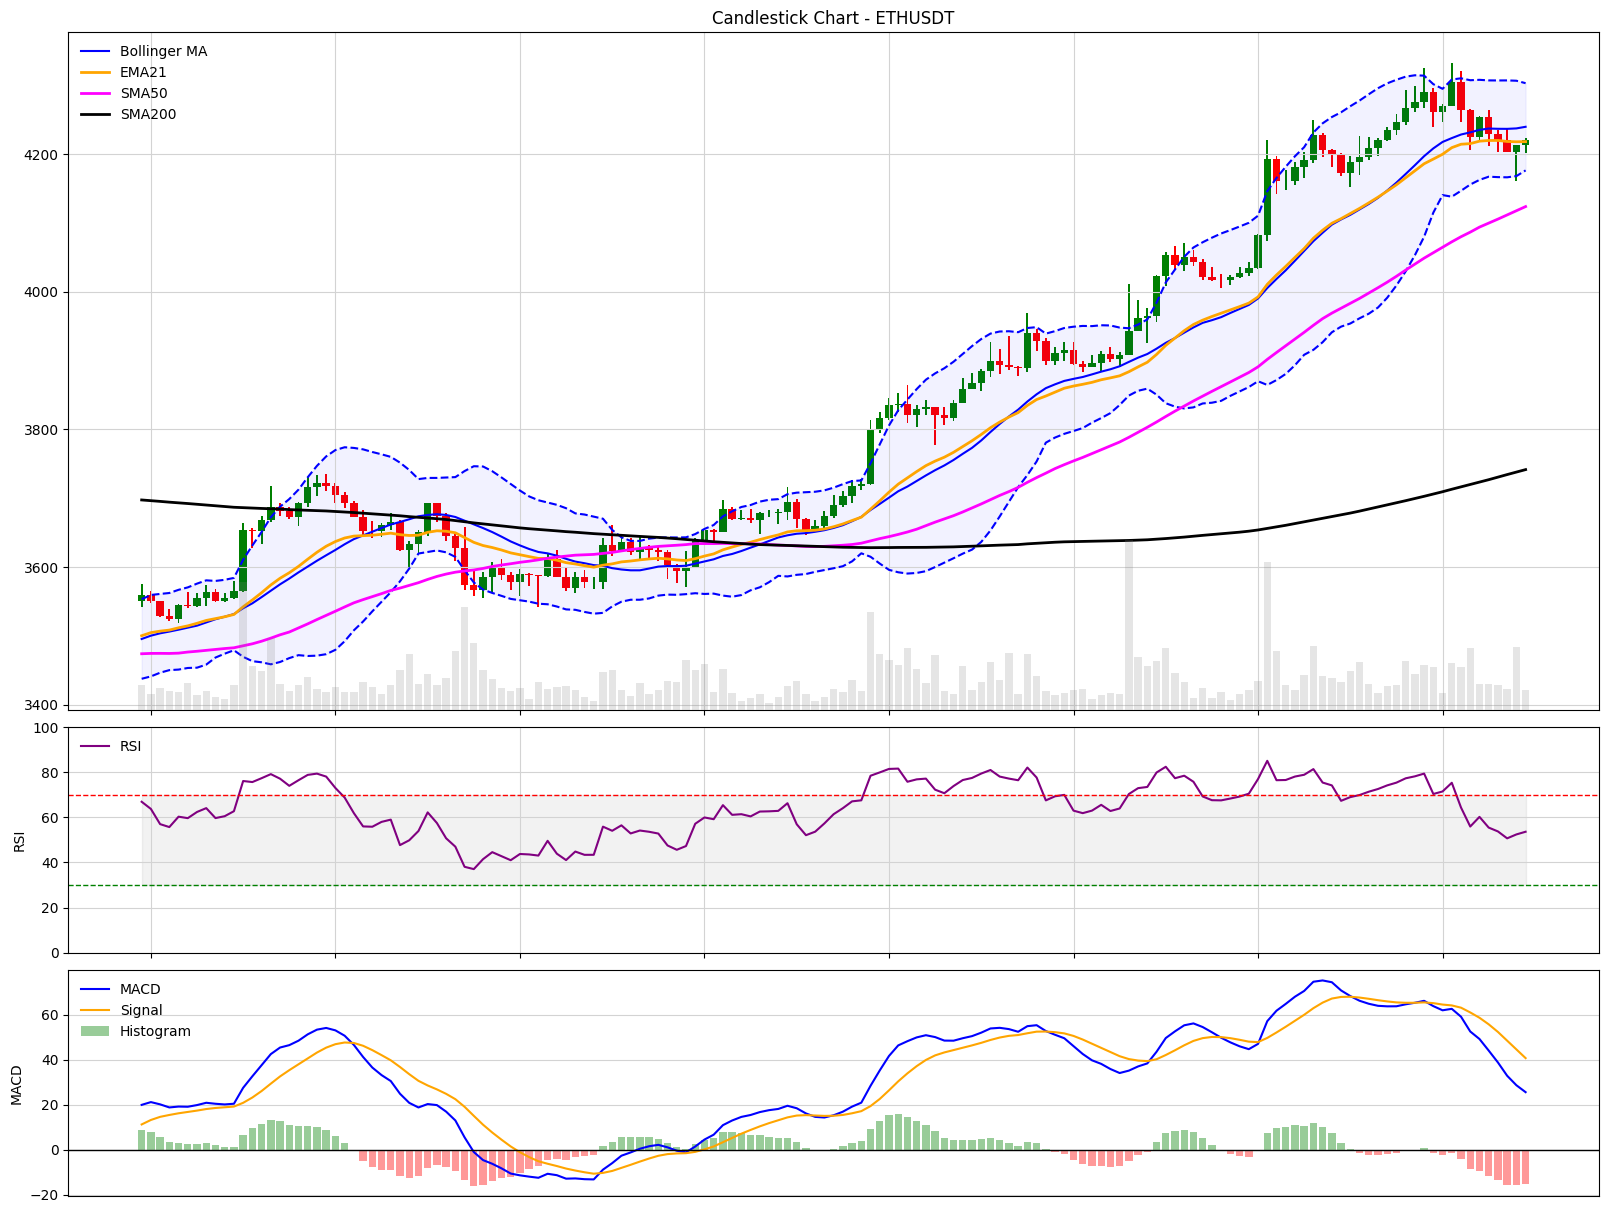 Candlestick Chart - ETHUSDT
Bollinger MA
EMA21
SMA50
SMA200
4200
4000
3800
3600
3400
100
RSI
80
60
40
20
0
RSI
MACD
Signal
Histogram
60
40
20
0
−20
MACD